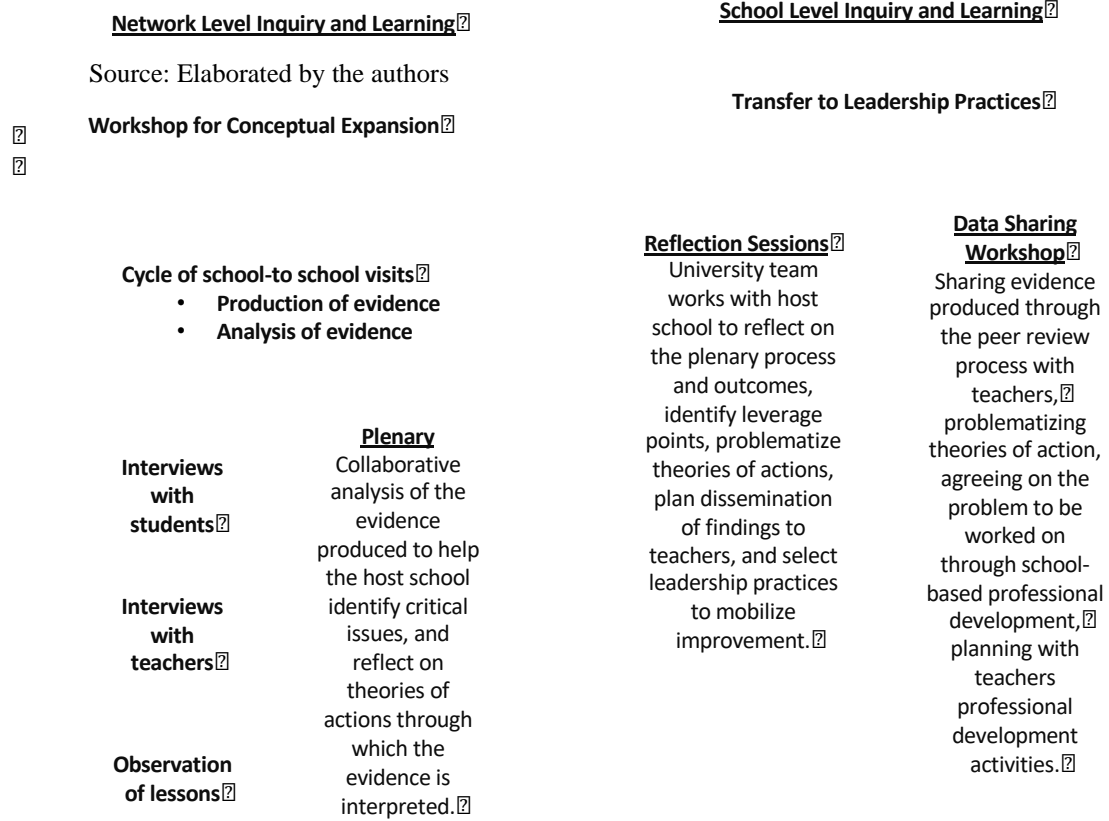 Network Level Inquiry and Learning
Source: Elaborated by the authors
Workshop for Conceptual Expansion
Cycle of school-to school visits
• Production of evidence
• Analysis of evidence
Interviews
with
students
Interviews
with
teachers
Observation
of lessons
Plenary
Collaborative
analysis of the
evidence
produced to help
the host school
identify critical
issues, and
reflect on
theories of
actions through
which the
evidence is
interpreted.
School Level Inquiry and Learning
Transfer to Leadership Practices
Reflection Sessions
University team
works with host
school to reflect on
the plenary process
and outcomes,
identify leverage
points, problematize
theories of actions,
plan dissemination
of findings to
teachers, and select
leadership practices
to mobilize
improvement.
Data Sharing
Workshop
Sharing evidence
produced through
the peer review
process with
teachers,
problematizing
theories of action,
agreeing on the
problem to be
worked on
through school-
based professional
development,
planning with
teachers
professional
development
activities.